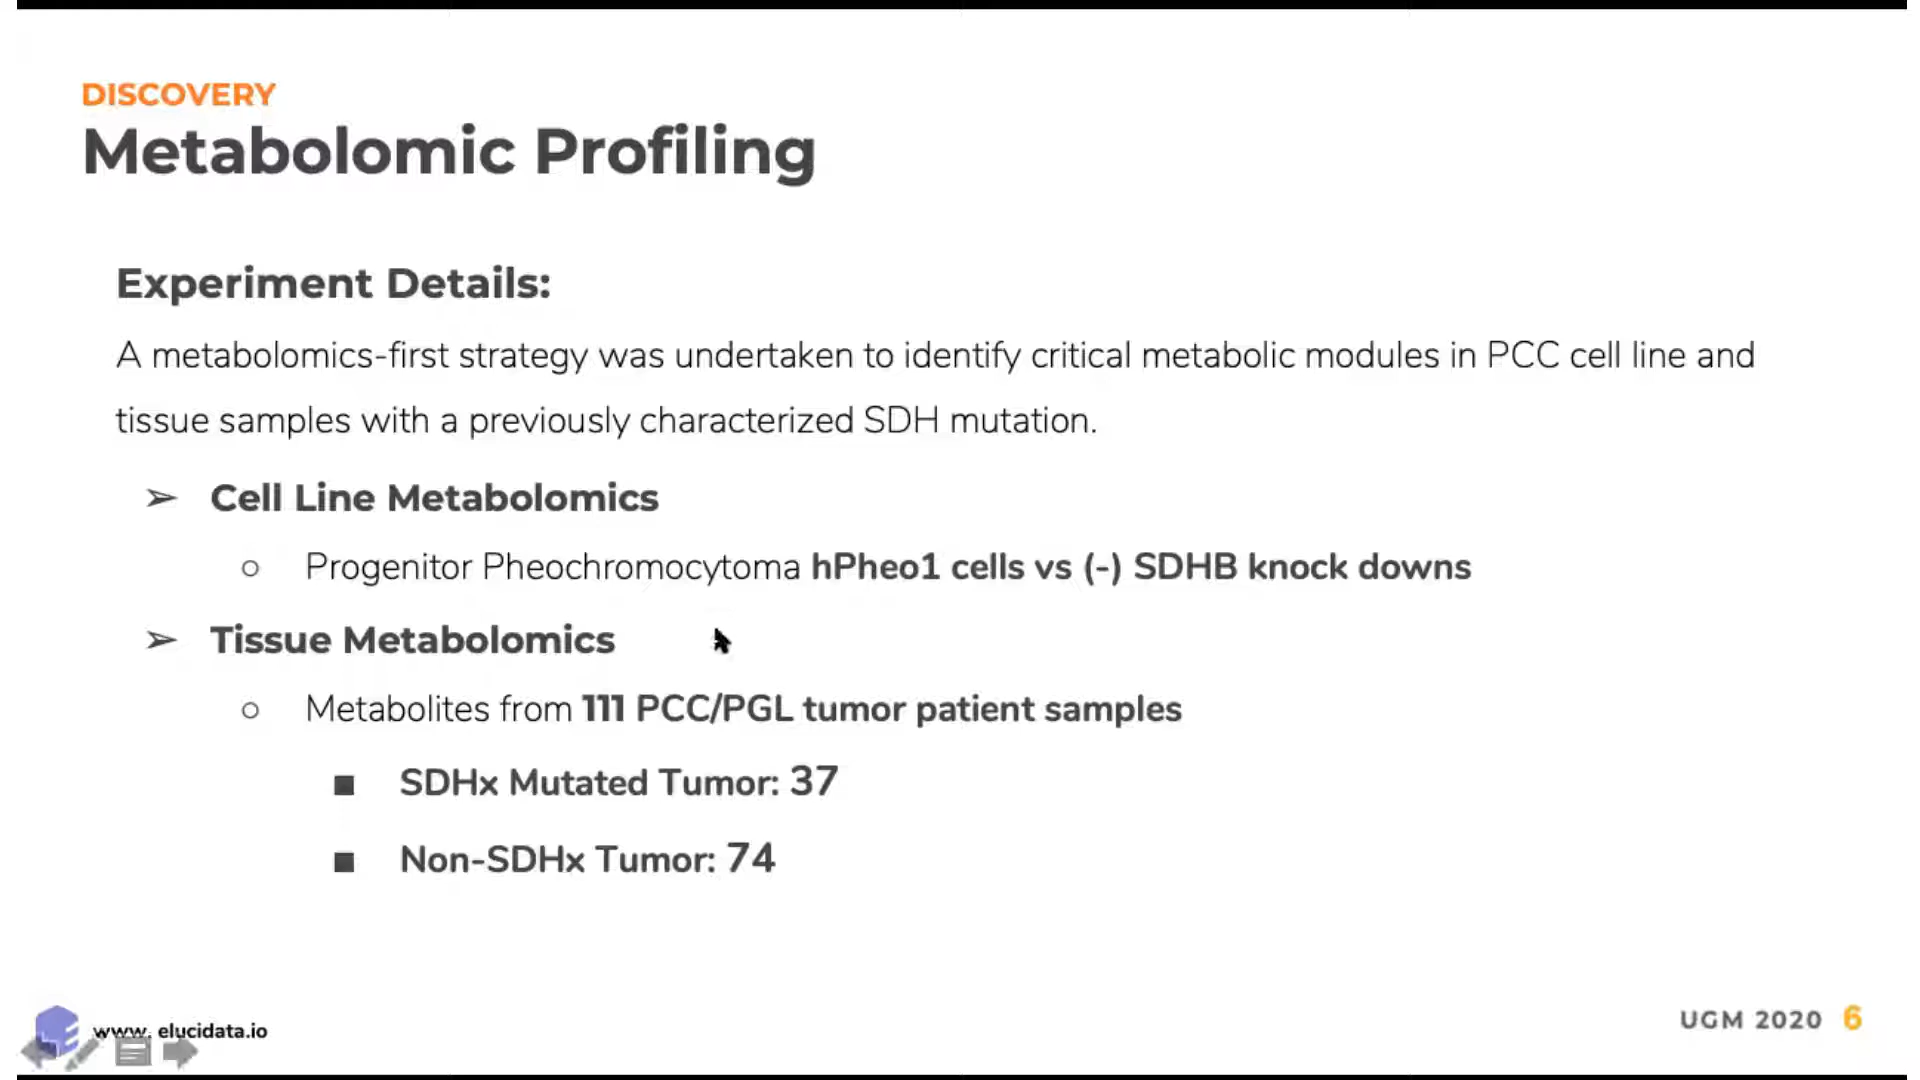 DISCOVERY
Metabolomic Profiling
Experiment Details:
A metabolomics-first strategy was undertaken to identify critical metabolic modules in PCC cell line and
tissue samples with a previously characterized SDH mutation.
➢ Cell Line Metabolomics
○ Progenitor Pheochromocytoma hPheo1 cells vs (-) SDHB knock downs
➢ Tissue Metabolomics
○ Metabolites from 111 PCC/PGL tumor patient samples
■ SDHx Mutated Tumor: 37
■ Non-SDHx Tumor: 74
www. elucidata.io
UGM 2020 6